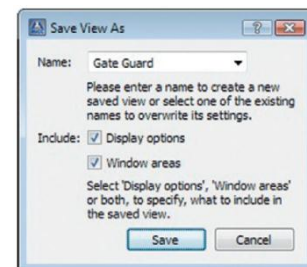 Save View As
Name: Gate Guard
Please enter a name to create a new
saved view or select one of the existing
names to overwrite its settings.
Include: Display options
Window areas
Select 'Display options', 'Window areas'
or both, to specify, what to include in
the saved view.
Save Cancel